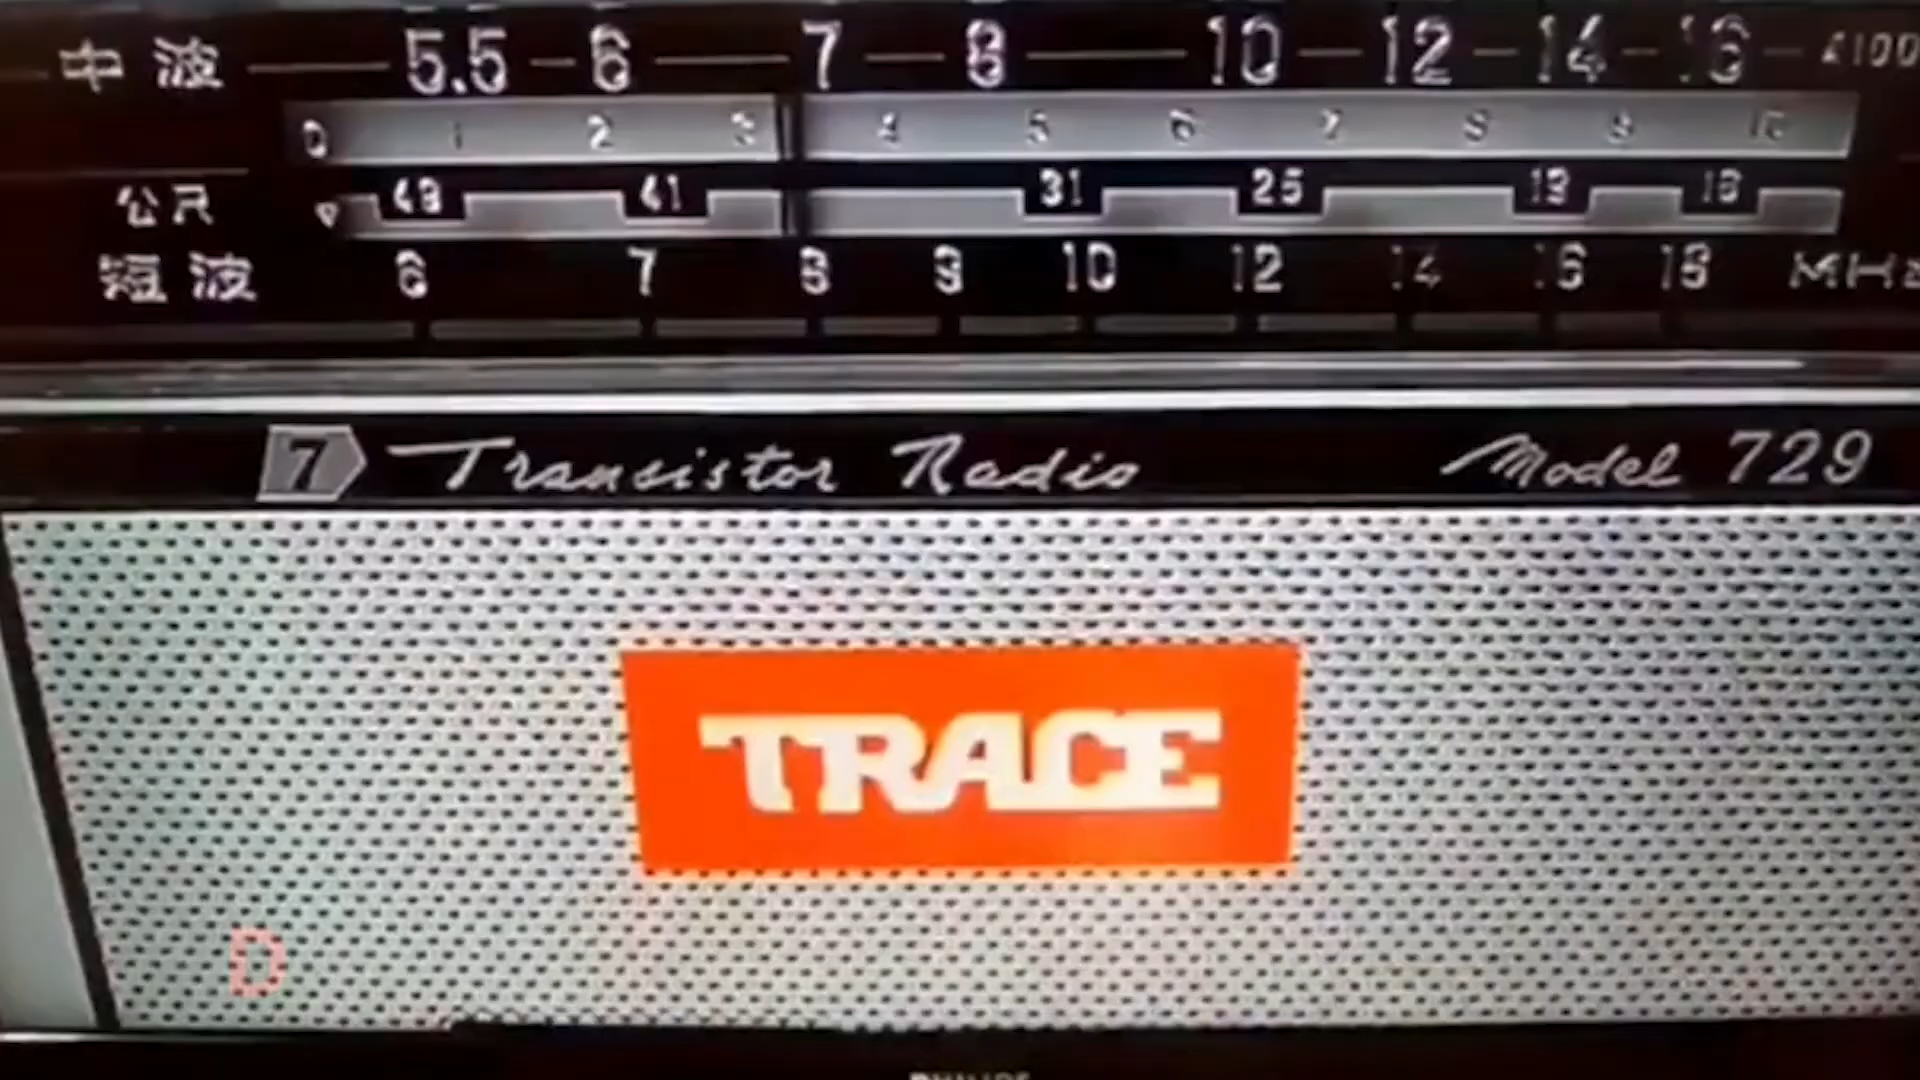 中波 5.5 6 7 8 10 12 14 16 x100
0 1 2 3 4 5 6 7 8 9 10
公尺 49 41 31 25 19 16
短波 6 7 8 9 10 12 14 16 18 MHz
7 Transistor Radio Model 729
TRACE
D